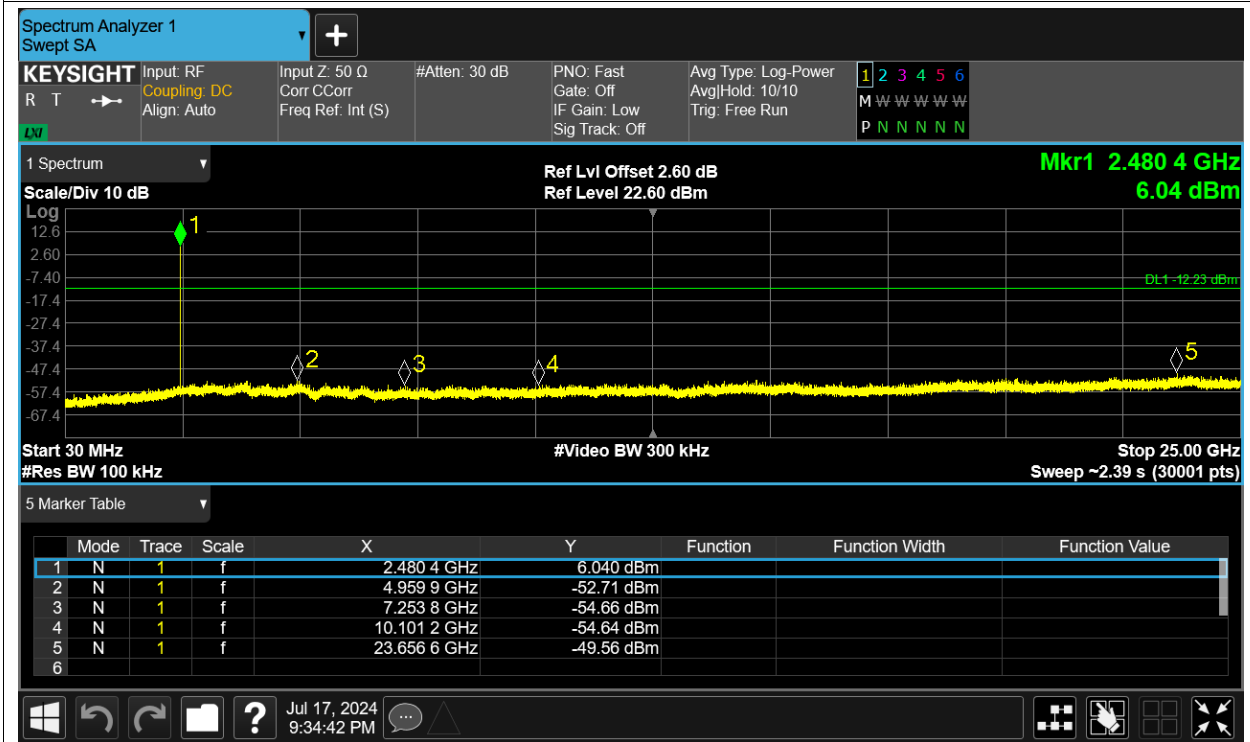 Spectrum Analyzer 1
Swept SA
KEYSIGHT Input: RF Input Z: 50 Ω #Atten: 30 dB PNO: Fast Avg Type: Log-Power 1 2 3 4 5 6
R T Coupling: DC Corr CCorr Gate: Off Avg|Hold: 10/10 M W W W W W
Align: Auto Freq Ref: Int (S) IF Gain: Low Trig: Free Run
LXI Sig Track: Off P N N N N N
1 Spectrum Ref Lvl Offset 2.60 dB Mkr1 2.480 4 GHz
Scale/Div 10 dB Ref Level 22.60 dBm 6.04 dBm
Log
1
12.6
2.60
-7.40 DL1 -12.23 dBm
-17.4
-27.4
-37.4
2 3 4 5
-47.4
-57.4
-67.4
Start 30 MHz #Video BW 300 kHz Stop 25.00 GHz
#Res BW 100 kHz Sweep ~2.39 s (30001 pts)
5 Marker Table
Mode Trace Scale X Y Function Function Width Function Value
1 N 1 f 2.480 4 GHz 6.040 dBm
2 N 1 f 4.959 9 GHz -52.71 dBm
3 N 1 f 7.253 8 GHz -54.66 dBm
4 N 1 f 10.101 2 GHz -54.64 dBm
5 N 1 f 23.656 6 GHz -49.56 dBm
6
? Jul 17, 2024
9:34:42 PM